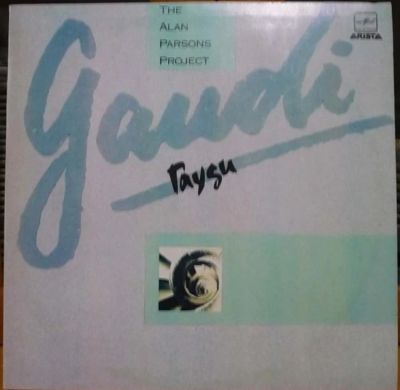 THE
ALAN
PARSONS
PROJECT
ARISTA
Gaudi
Гауди